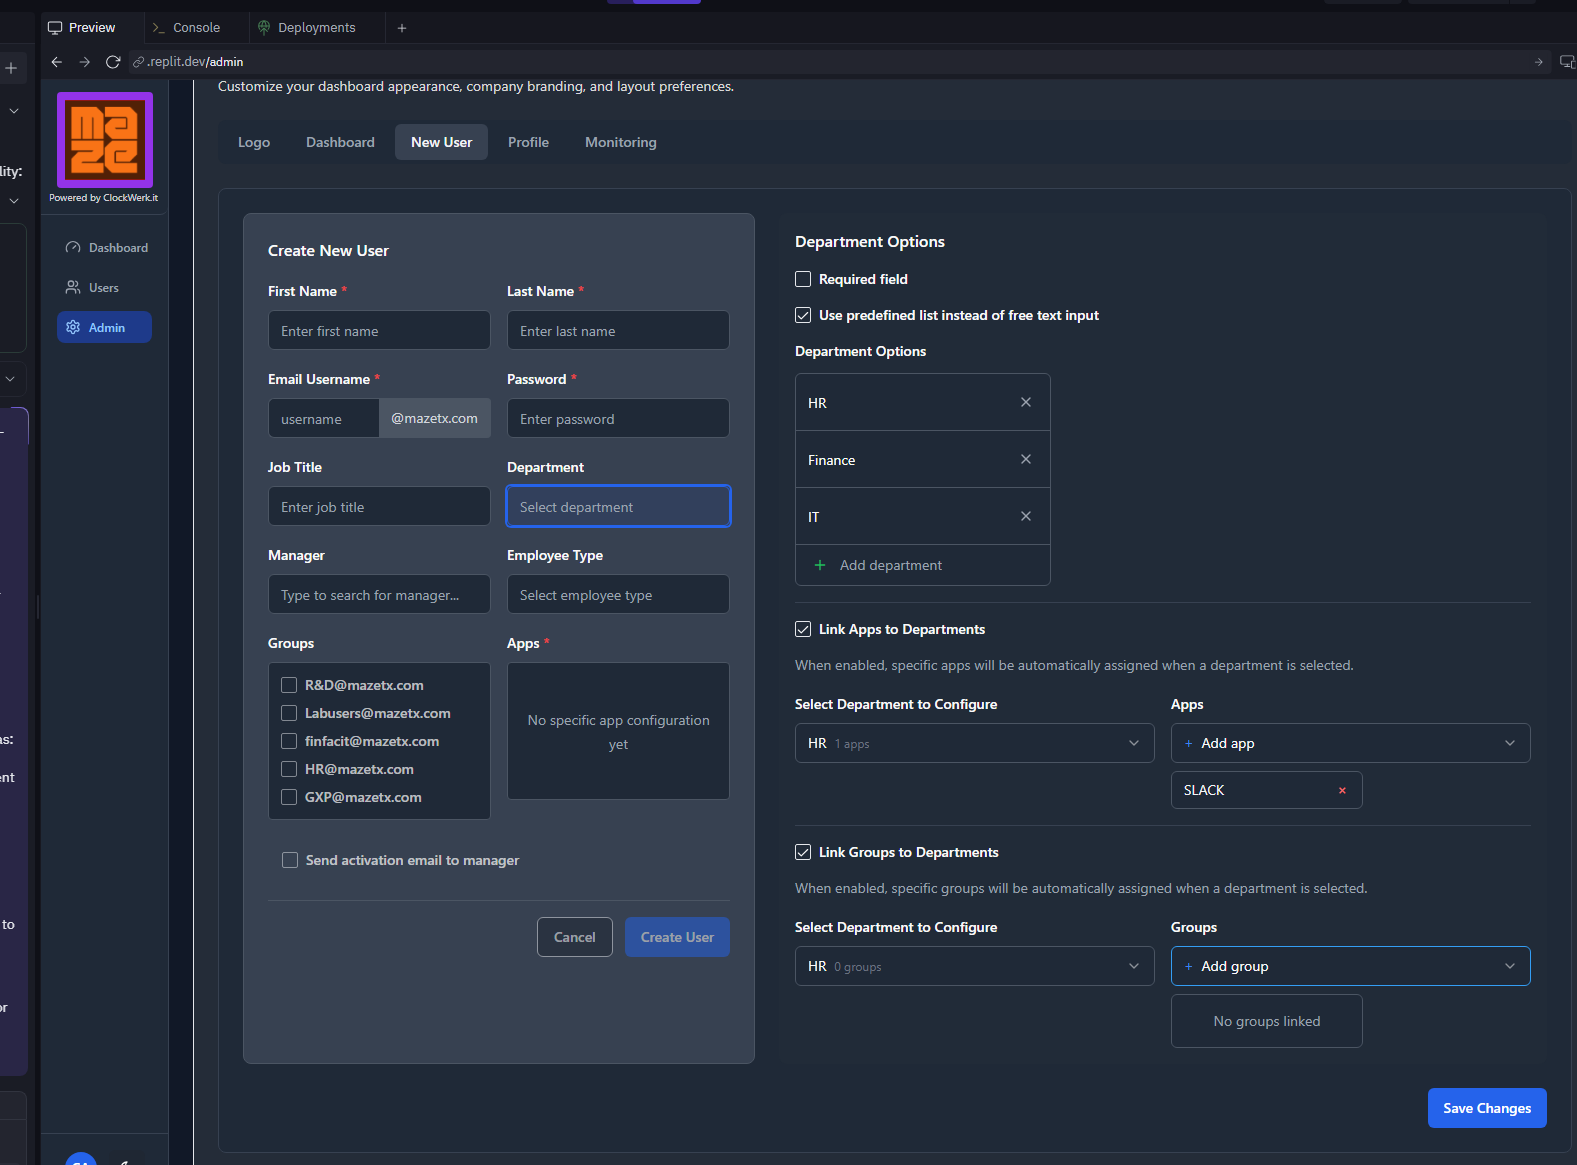 Preview
Console
Deployments
.replit.dev/admin
lity:
as:
ent
to
or
maze
Powered by ClockWerk.it
Dashboard
Users
Admin
Customize your dashboard appearance, company branding, and layout preferences.
Logo
Dashboard
New User
Profile
Monitoring
Create New User
First Name *
Last Name *
Enter first name
Enter last name
Email Username *
Password *
username
@mazetx.com
Enter password
Job Title
Department
Enter job title
Select department
Manager
Employee Type
Type to search for manager...
Select employee type
Groups
Apps *
R&D@mazetx.com
Labusers@mazetx.com
finfacit@mazetx.com
HR@mazetx.com
GXP@mazetx.com
No specific app configuration
yet
Send activation email to manager
Cancel
Create User
Department Options
Required field
Use predefined list instead of free text input
Department Options
HR
Finance
IT
+ Add department
Link Apps to Departments
When enabled, specific apps will be automatically assigned when a department is selected.
Select Department to Configure
Apps
HR 1 apps
+ Add app
SLACK ×
Link Groups to Departments
When enabled, specific groups will be automatically assigned when a department is selected.
Select Department to Configure
Groups
HR 0 groups
+ Add group
No groups linked
Save Changes